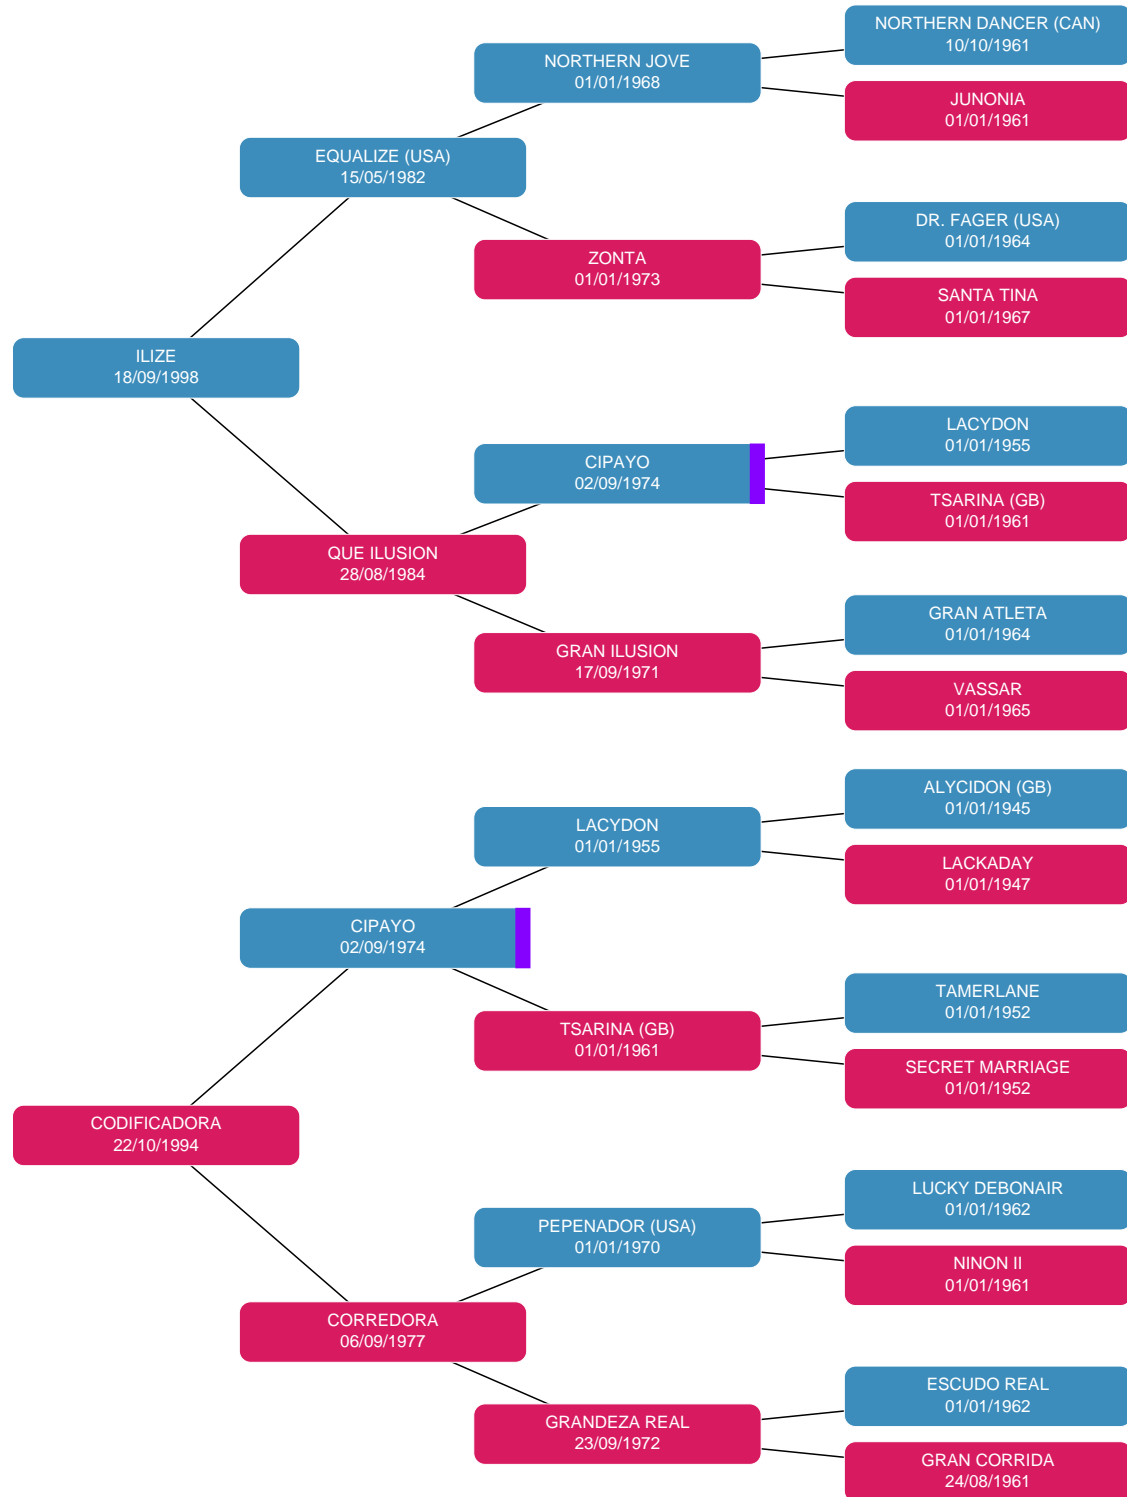 NORTHERN DANCER (CAN)
10/10/1961
NORTHERN JOVE
01/01/1968
JUNONIA
01/01/1961
EQUALIZE (USA)
15/05/1982
DR. FAGER (USA)
01/01/1964
ZONTA
01/01/1973
SANTA TINA
01/01/1967
ILIZE
18/09/1998
LACYDON
01/01/1955
CIPAYO
02/09/1974
TSARINA (GB)
01/01/1961
QUE ILUSION
28/08/1984
GRAN ATLETA
01/01/1964
GRAN ILUSION
17/09/1971
VASSAR
01/01/1965
ALYCIDON (GB)
01/01/1945
LACYDON
01/01/1955
LACKADAY
01/01/1947
CIPAYO
02/09/1974
TAMERLANE
01/01/1952
TSARINA (GB)
01/01/1961
SECRET MARRIAGE
01/01/1952
CODIFICADORA
22/10/1994
LUCKY DEBONAIR
01/01/1962
PEPENADOR (USA)
01/01/1970
NINON II
01/01/1961
CORREDORA
06/09/1977
ESCUDO REAL
01/01/1962
GRANDEZA REAL
23/09/1972
GRAN CORRIDA
24/08/1961